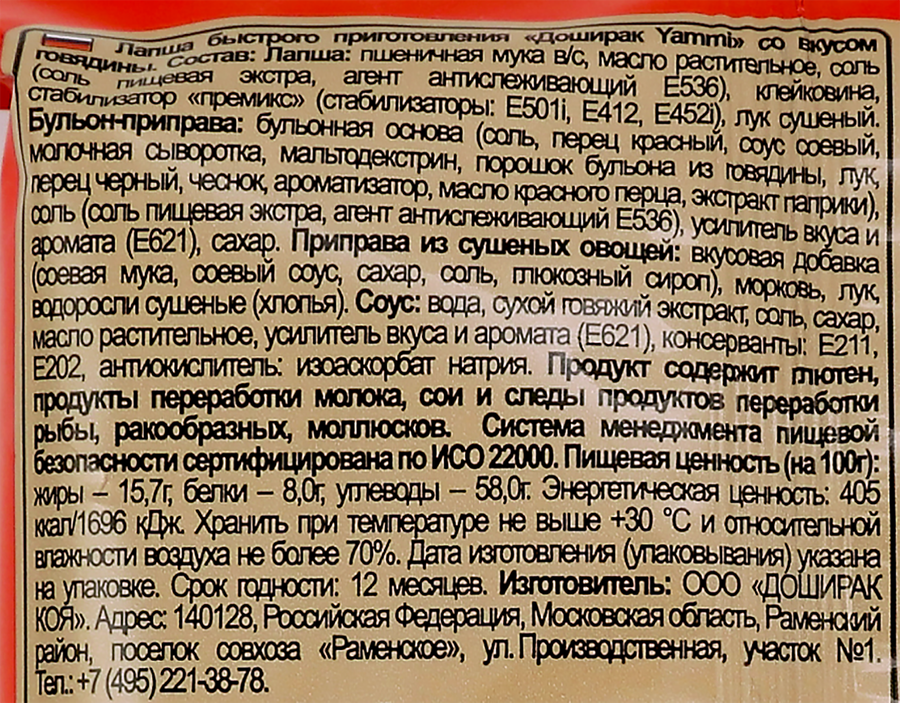 Лапша быстрого приготовления «Доширак Yammi» со вкусом
говядины. Состав: Лапша: пшеничная мука в/с, масло растительное, соль
(соль пищевая экстра, агент антислеживающий Е536), клейковина,
стабилизатор «премикс» (стабилизаторы: Е501i, Е412, Е452i), лук сушеный.
Бульон-приправа: бульонная основа (соль, перец красный, соус соевый,
молочная сыворотка, мальтодекстрин, порошок бульона из говядины, лук,
перец черный, чеснок, ароматизатор, масло красного перца, экстракт паприки),
соль (соль пищевая экстра, агент антислеживающий Е536), усилитель вкуса и
аромата (Е621), сахар. Приправа из сушеных овощей: вкусовая добавка
(соевая мука, соевый соус, сахар, соль, глюкозный сироп), морковь, лук,
водоросли сушеные (хлопья). Соус: вода, сухой говяжий экстракт, соль, сахар,
масло растительное, усилитель вкуса и аромата (Е621), консерванты: Е211,
Е202, антиокислитель: изоаскорбат натрия. Продукт содержит глютен,
продукты переработки молока, сои и следы продуктов переработки
рыбы, ракообразных, моллюсков. Система менеджмента пищевой
безопасности сертифицирована по ИСО 22000. Пищевая ценность (на 100г):
жиры – 15,7г, белки – 8,0г, углеводы – 58,0г. Энергетическая ценность: 405
ккал/1696 кДж. Хранить при температуре не выше +30 °С и относительной
влажности воздуха не более 70%. Дата изготовления (упаковывания) указана
на упаковке. Срок годности: 12 месяцев. Изготовитель: ООО «ДОШИРАК
КОЯ». Адрес: 140128, Российская Федерация, Московская область, Раменский
район, поселок совхоза «Раменское», ул. Производственная, участок №1.
Тел.: +7 (495) 221-38-78.